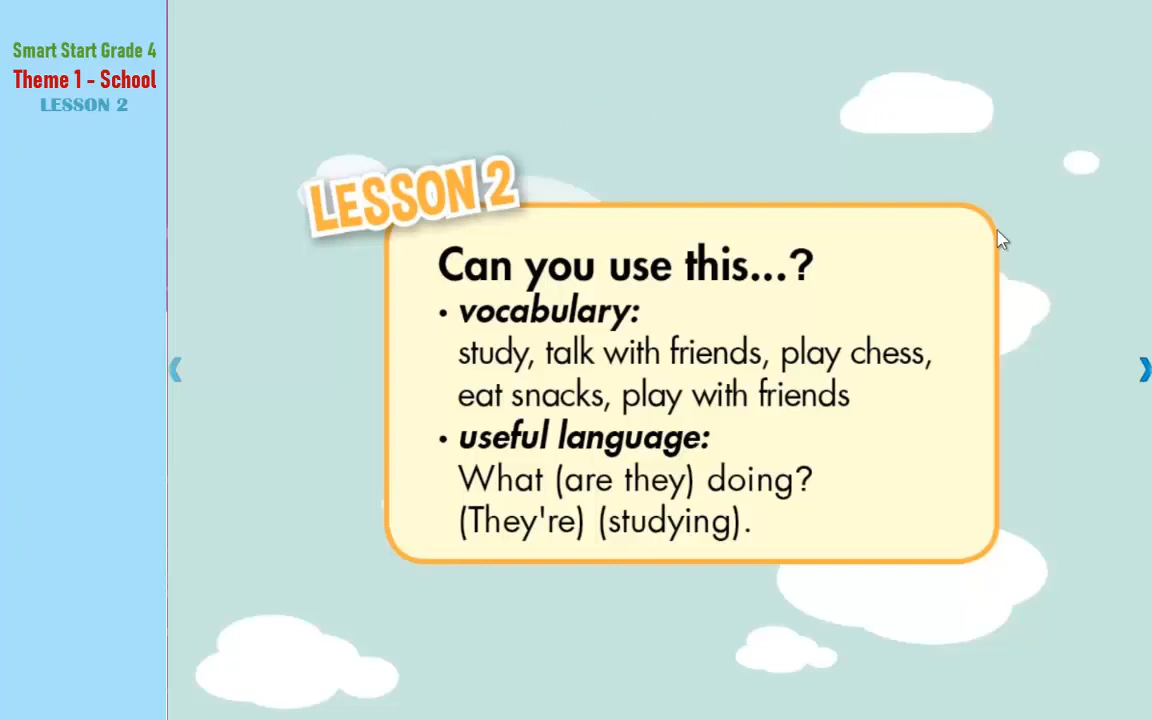 Smart Start Grade 4
Theme 1 - School
LESSON 2
LESSON 2
Can you use this...?
• vocabulary:
study, talk with friends, play chess,
eat snacks, play with friends
• useful language:
What (are they) doing?
(They're) (studying).